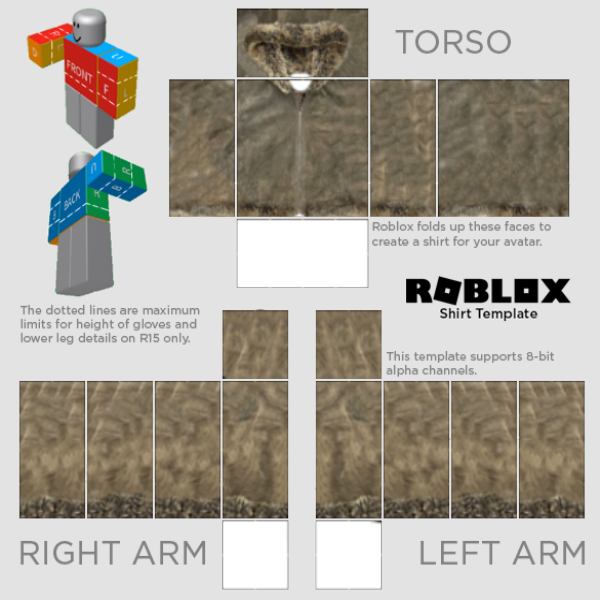 TORSO
FRONT
F
L
R
D
U
BACK
B
R
U
B
Roblox folds up these faces to
create a shirt for your avatar.
ROBLOX
Shirt Template
The dotted lines are maximum
limits for height of gloves and
lower leg details on R15 only.
This template supports 8-bit
alpha channels.
RIGHT ARM
LEFT ARM